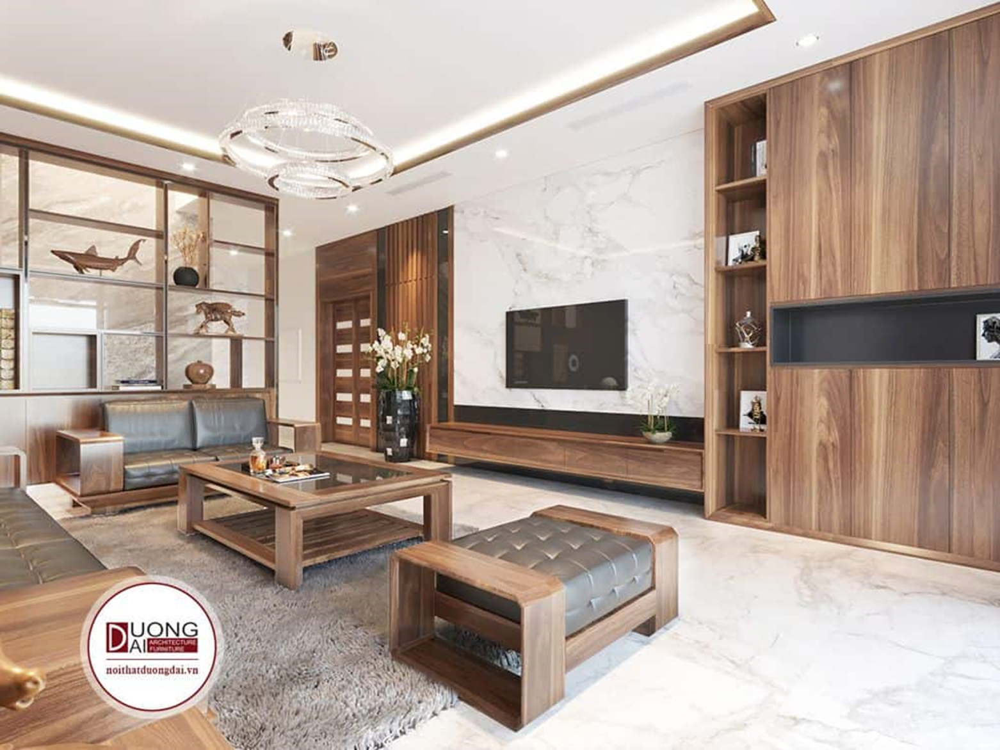 DUONG
DAI ARCHITECTURE
FURNITURE
noithatduongdai.vn